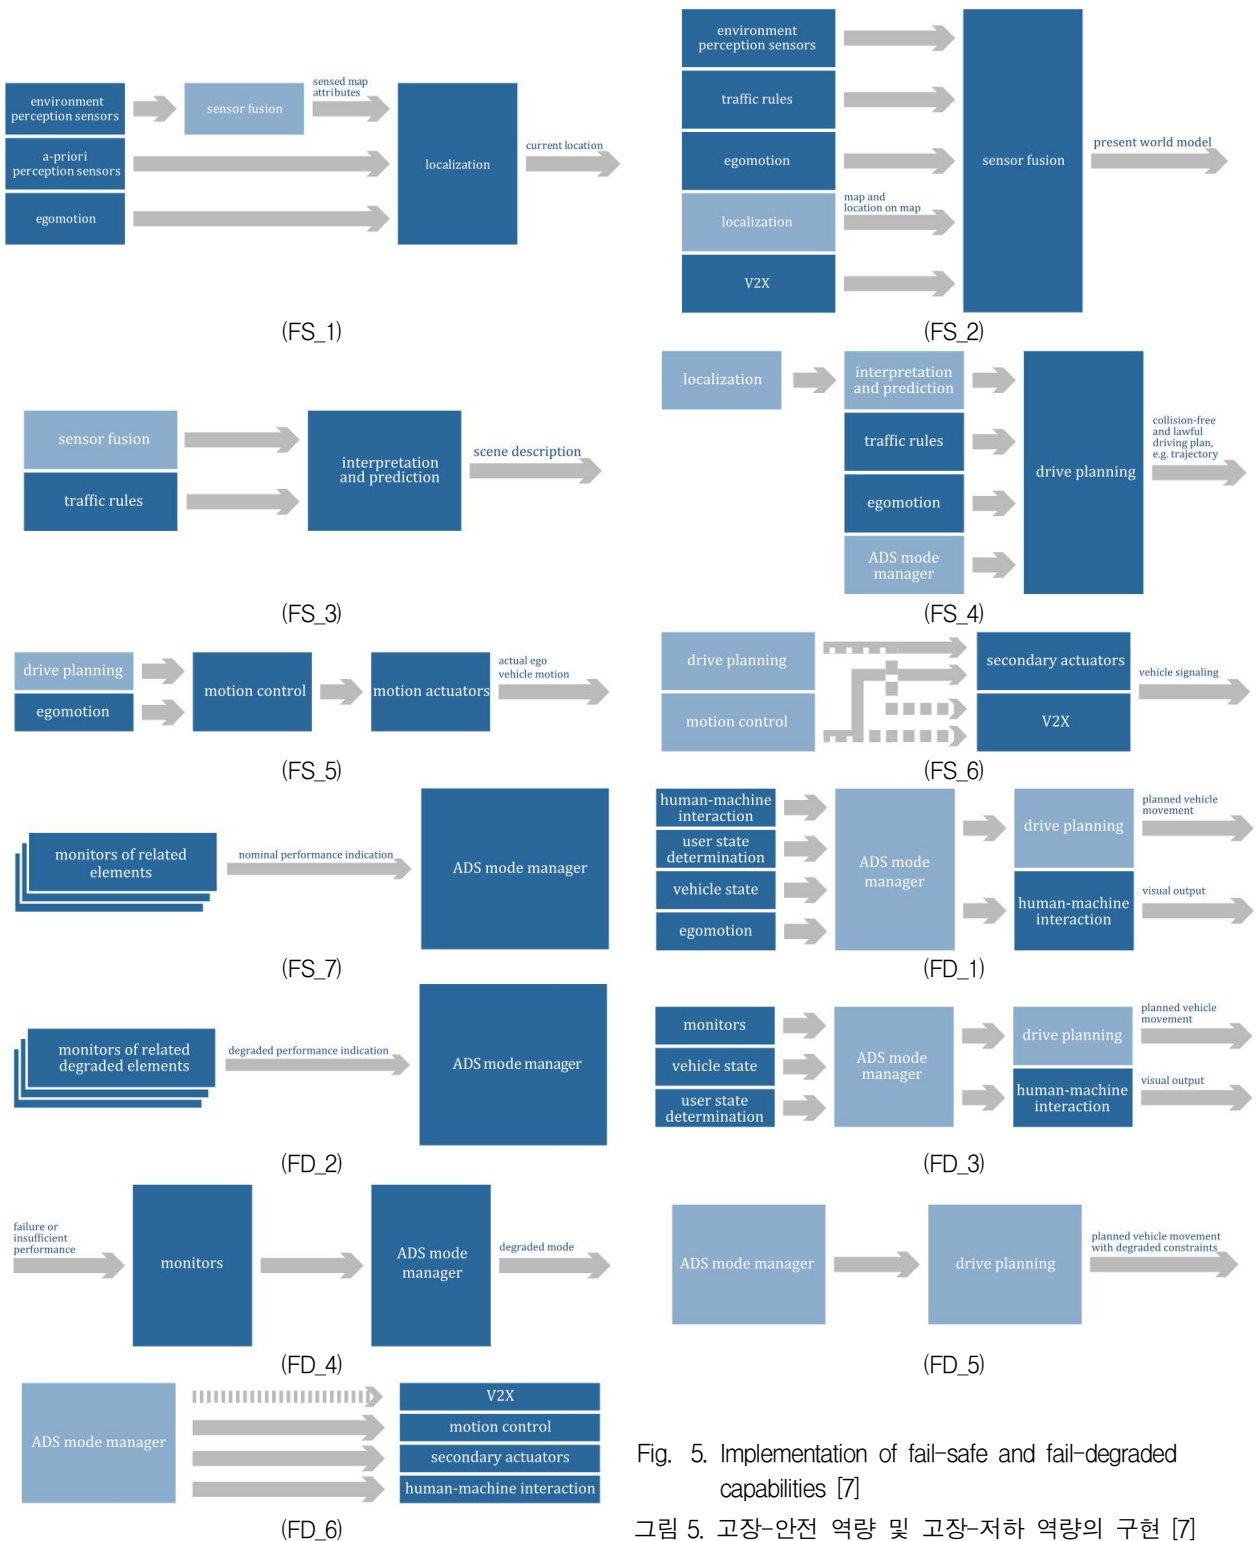 environment
perception sensors
sensor fusion
sensed map
attributes
a-priori
perception sensors
egomotion
localization
current location
(FS_1)
environment
perception sensors
traffic rules
egomotion
localization
map and
location on map
V2X
sensor fusion
present world model
(FS_2)
sensor fusion
traffic rules
interpretation
and prediction
scene description
(FS_3)
localization
interpretation
and prediction
traffic rules
egomotion
ADS mode
manager
drive planning
collision-free
and lawful
driving plan,
e.g. trajectory
(FS_4)
drive planning
egomotion
motion control
motion actuators
actual ego
vehicle motion
(FS_5)
drive planning
motion control
secondary actuators
V2X
vehicle signaling
(FS_6)
monitors of related
elements
nominal performance indication
ADS mode manager
(FS_7)
human-machine
interaction
user state
determination
vehicle state
egomotion
ADS mode
manager
drive planning
human-machine
interaction
planned vehicle
movement
visual output
(FD_1)
monitors of related
degraded elements
degraded performance indication
ADS mode manager
(FD_2)
monitors
vehicle state
user state
determination
ADS mode
manager
drive planning
human-machine
interaction
planned vehicle
movement
visual output
(FD_3)
failure or
insufficient
performance
monitors
ADS mode
manager
degraded mode
(FD_4)
ADS mode manager
drive planning
planned vehicle movement
with degraded constraints
(FD_5)
ADS mode manager
V2X
motion control
secondary actuators
human-machine interaction
(FD_6)
Fig. 5. Implementation of fail-safe and fail-degraded
capabilities [7]
그림 5. 고장-안전 역량 및 고장-저하 역량의 구현 [7]